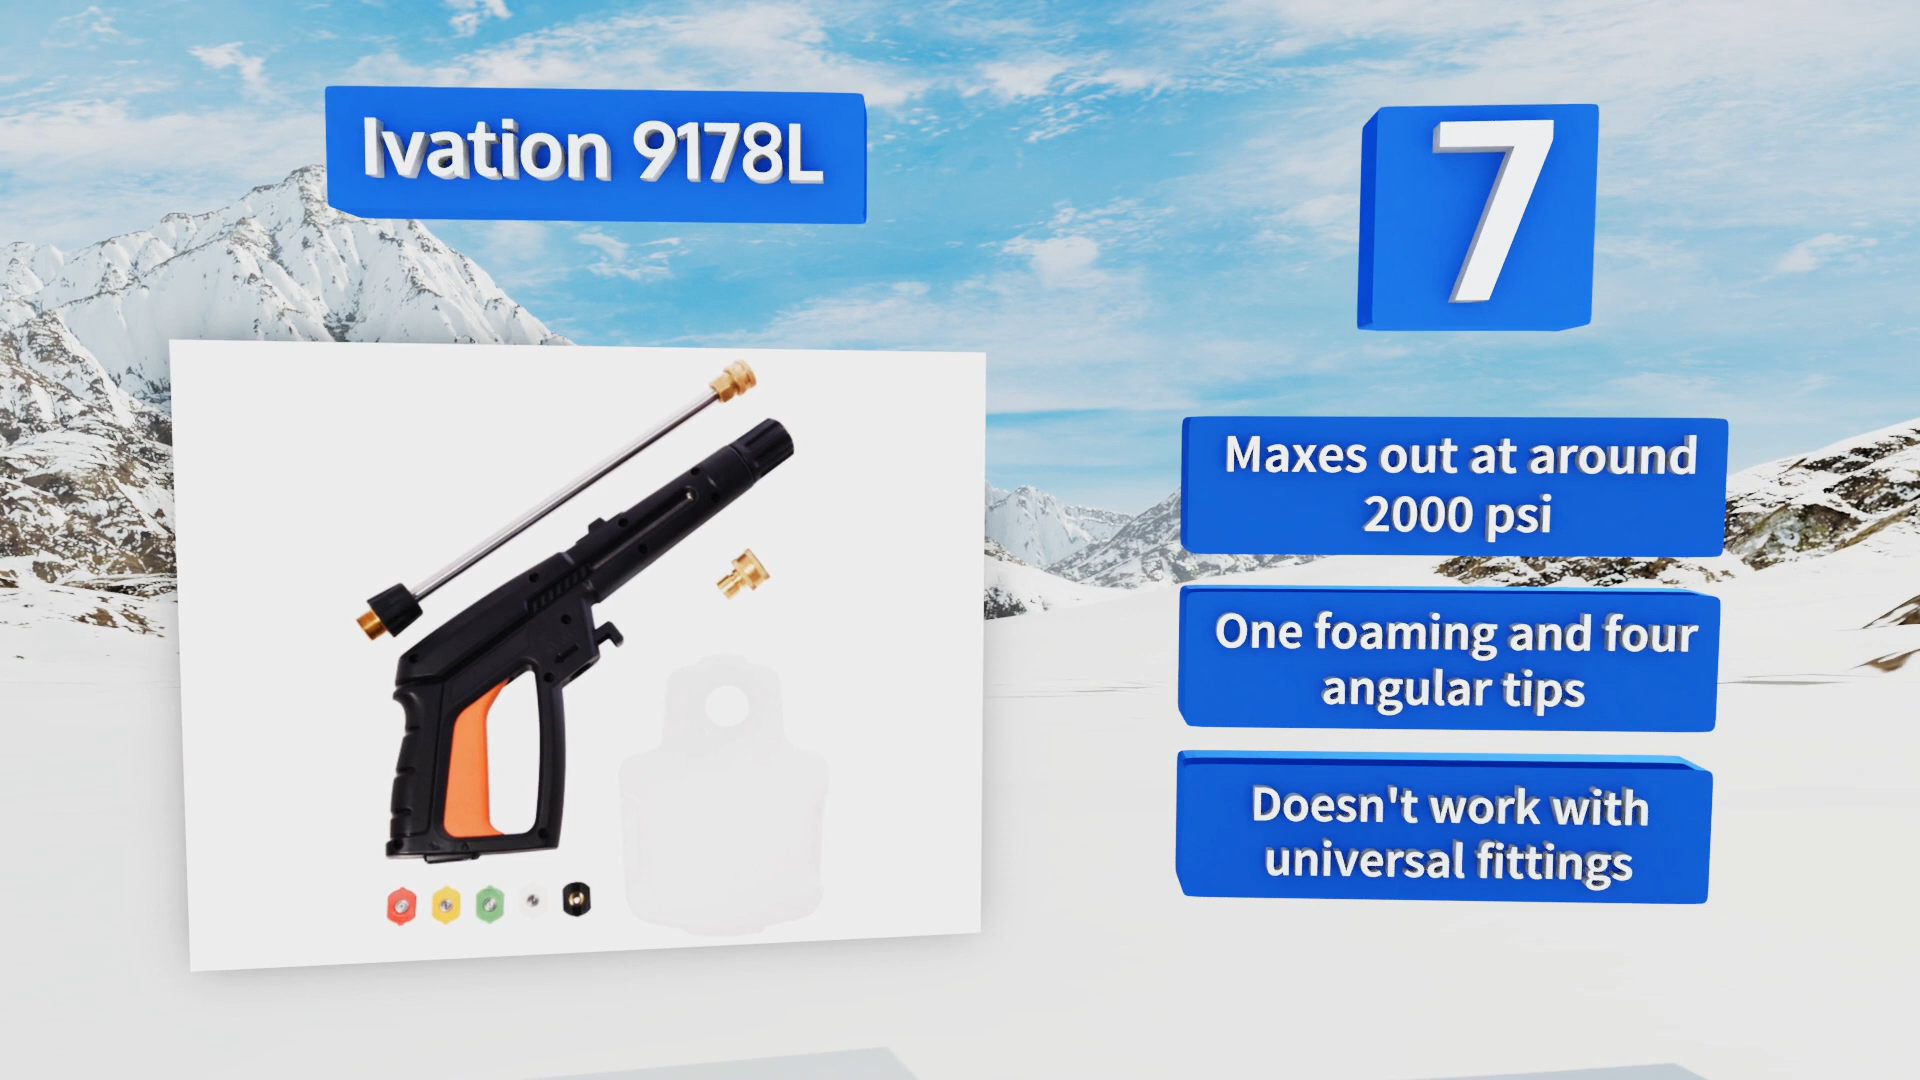 Ivation 9178L
7
Maxes out at around
2000 psi
One foaming and four
angular tips
Doesn't work with
universal fittings